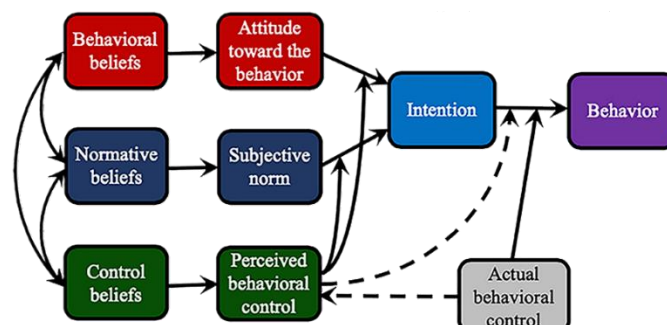 Behavioral
beliefs
Attitude
toward the
behavior
Intention
Behavior
Normative
beliefs
Subjective
norm
Control
beliefs
Perceived
behavioral
control
Actual
behavioral
control